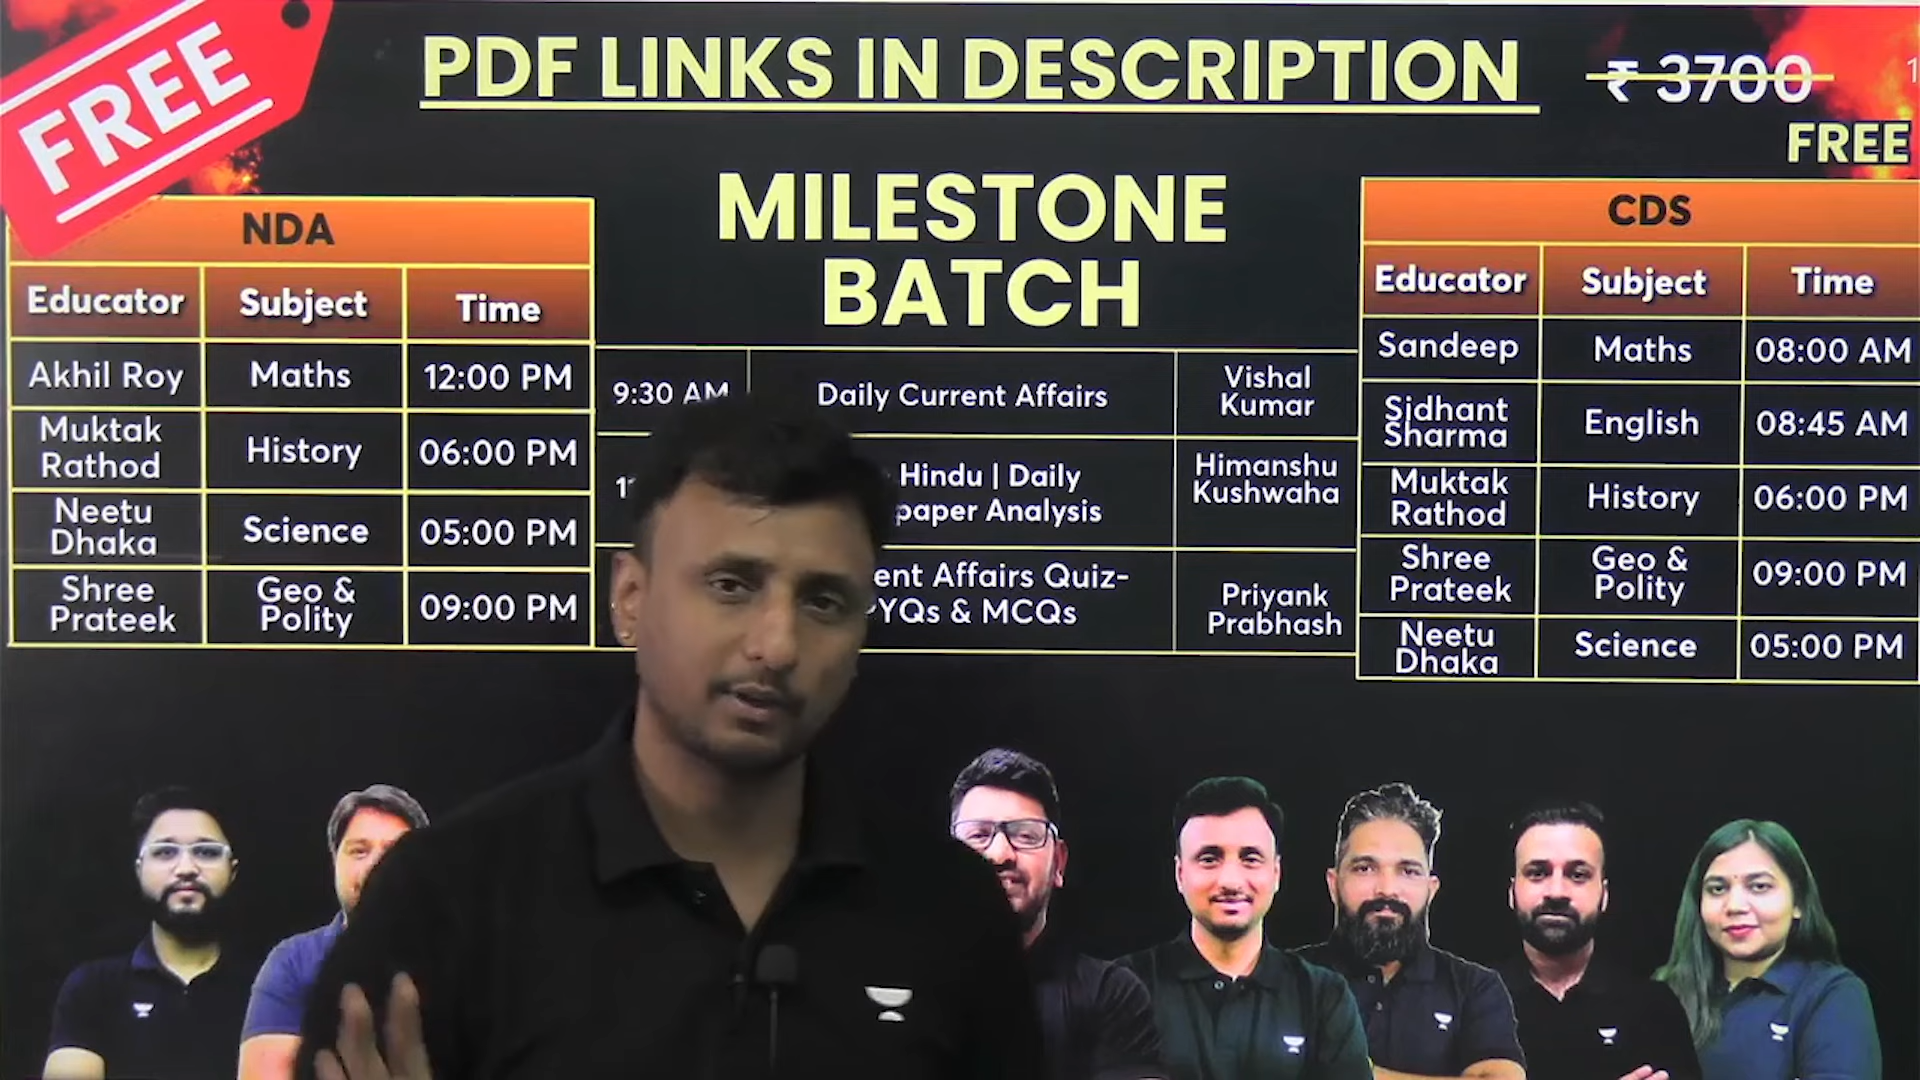 FREE
PDF LINKS IN DESCRIPTION
₹ 3700
FREE
MILESTONE
BATCH
NDA
Educator Subject Time
Akhil Roy Maths 12:00 PM
Muktak
Rathod
History 06:00 PM
Neetu
Dhaka
Science 05:00 PM
Shree
Prateek
Geo &
Polity
09:00 PM
9:30 AM Daily Current Affairs Vishal
Kumar
Hindu | Daily
Analysis
Himanshu
Kushwaha
Affairs Quiz-
& MCQs
Priyank
Prabhash
CDS
Educator Subject Time
Sandeep Maths 08:00 AM
Sidhant
Sharma
English 08:45 AM
Muktak
Rathod
History 06:00 PM
Shree
Prateek
Geo &
Polity
09:00 PM
Neetu
Dhaka
Science 05:00 PM